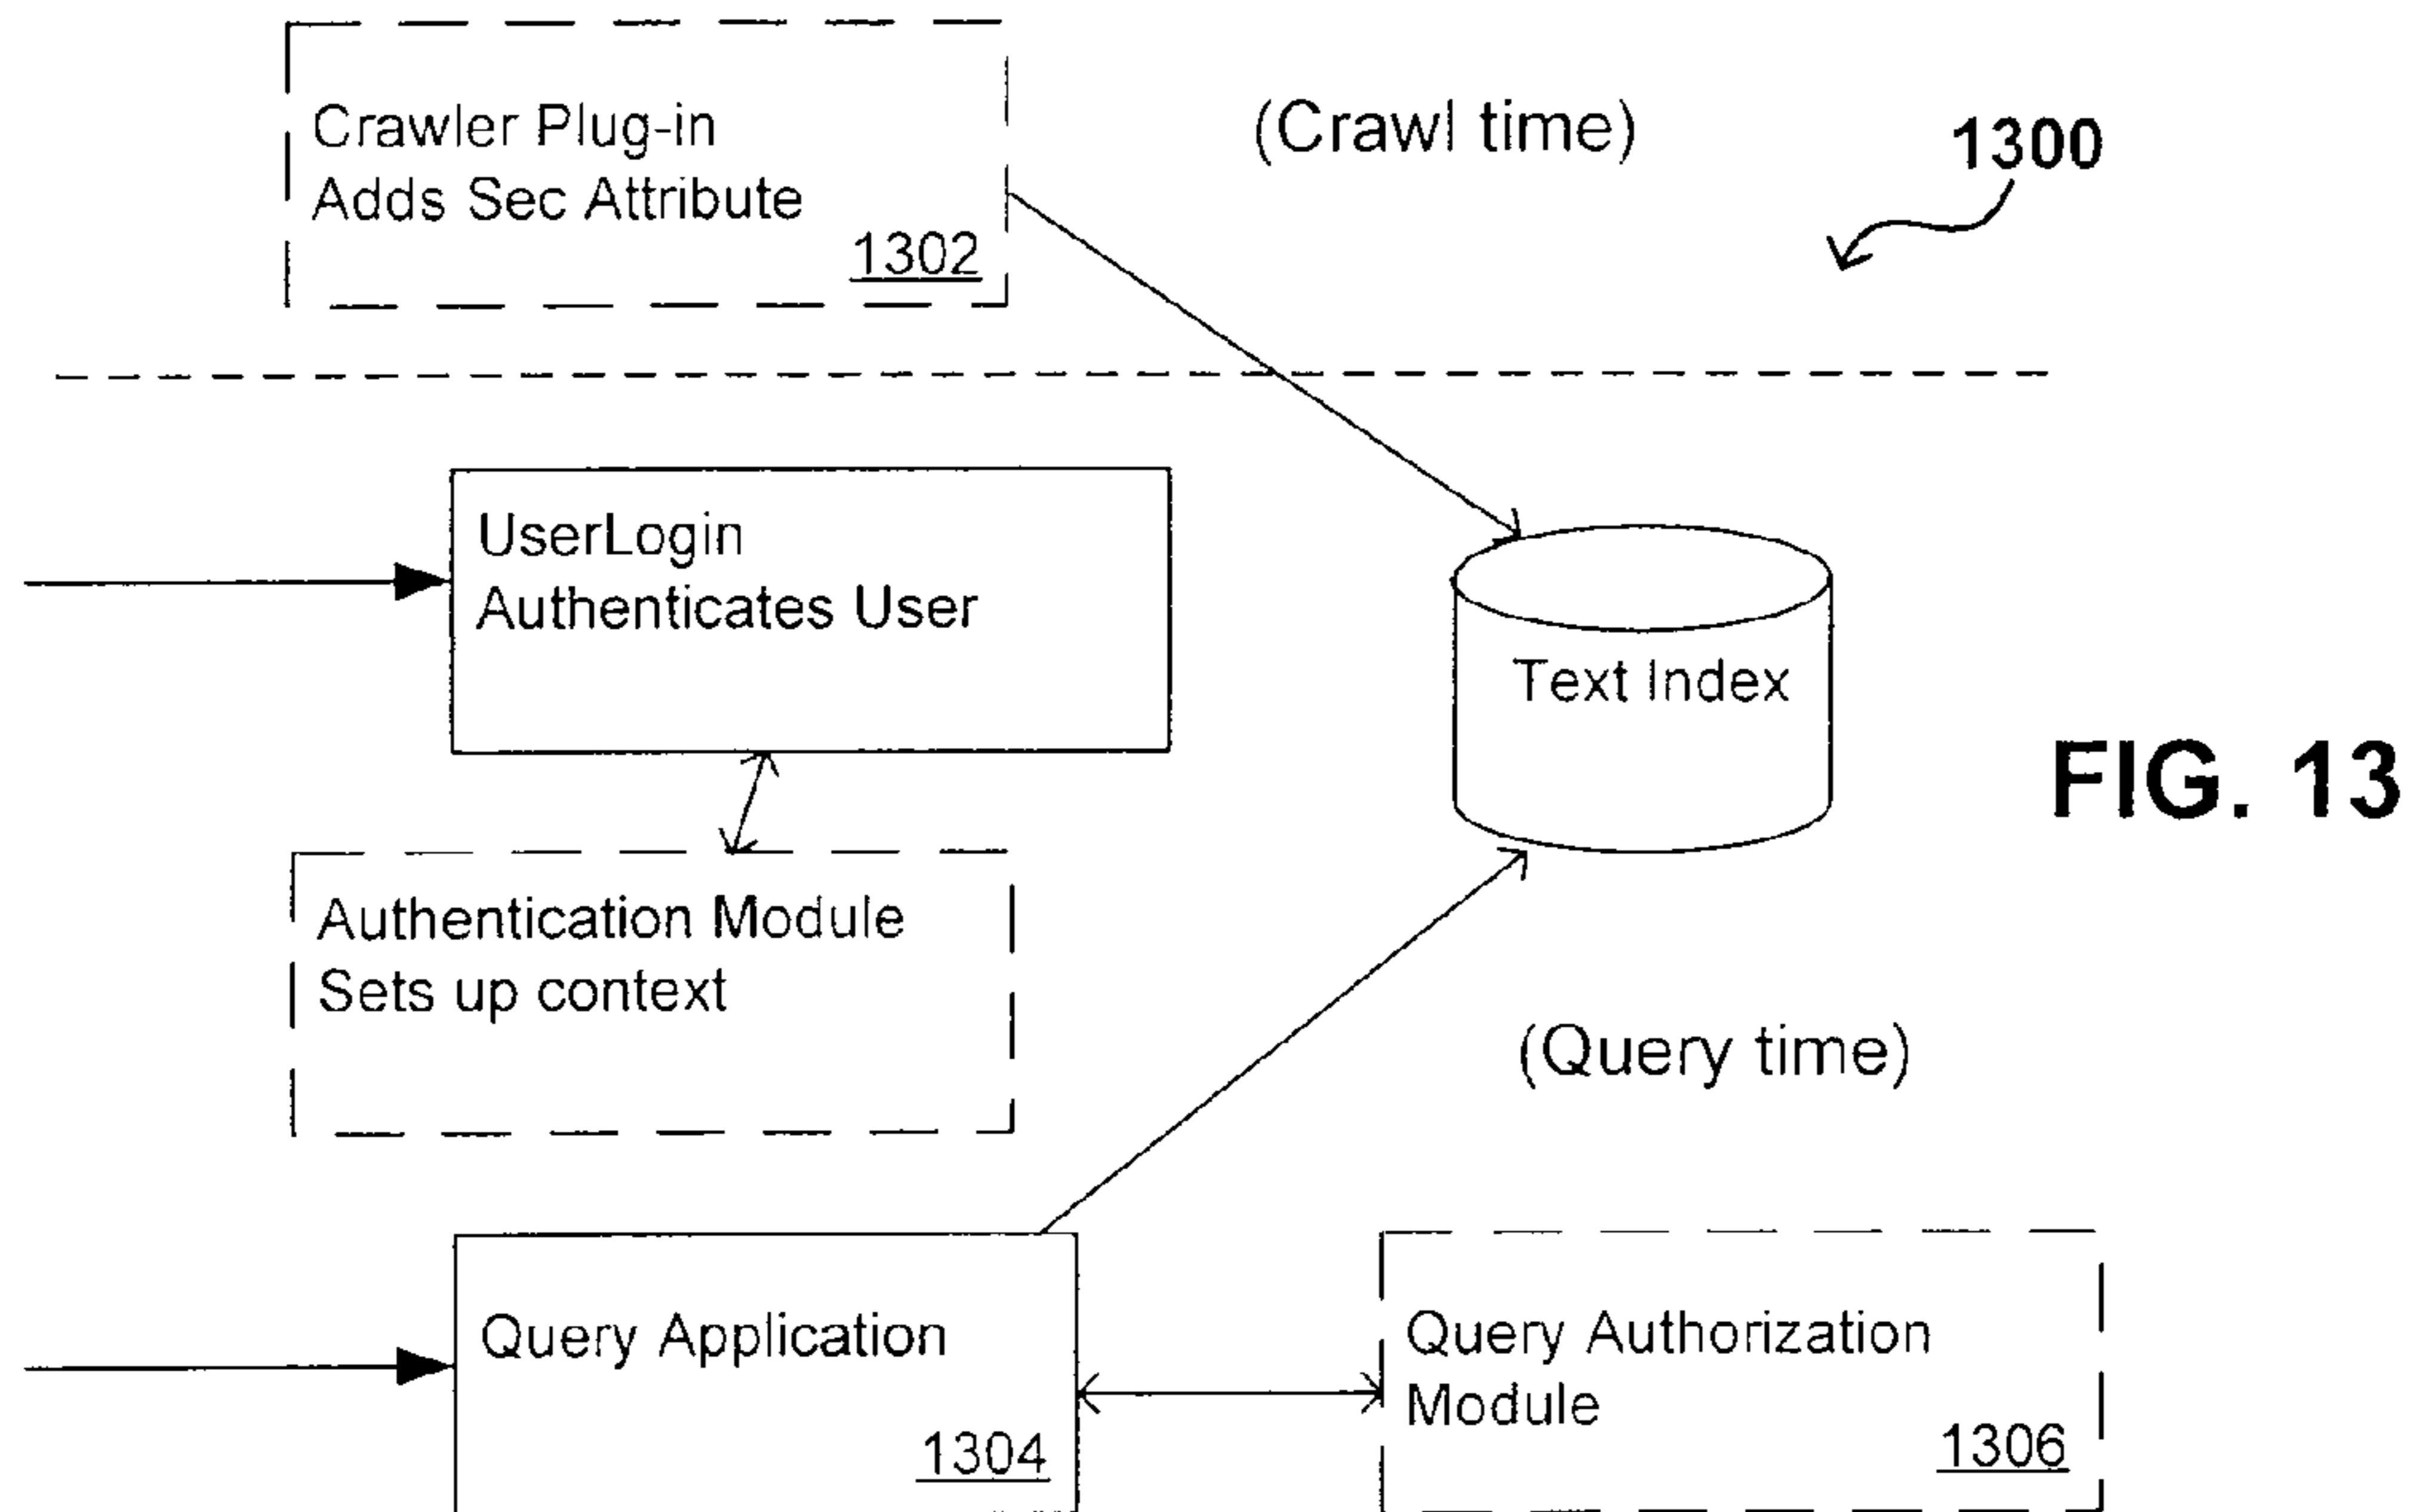 Crawler Plug-in
Adds Sec Attribute
1302
(Crawl time)
1300
UserLogin
Authenticates User
Text Index
FIG. 13
Authentication Module
Sets up context
(Query time)
Query Application
1304
Query Authorization
Module
1306